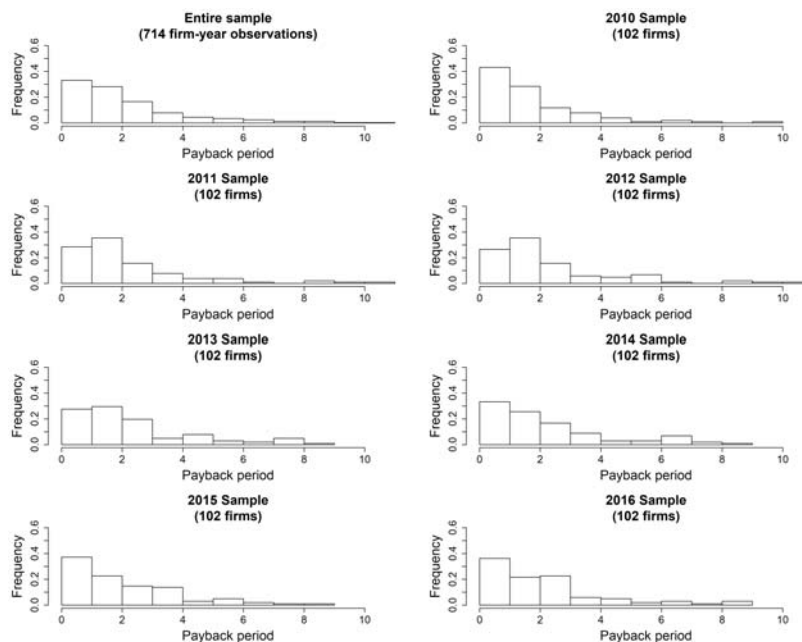 Entire sample
(714 firm-year observations)
Frequency
0.0 0.2 0.4 0.6
0 2 4 6 8 10
Payback period
2010 Sample
(102 firms)
Frequency
0.0 0.2 0.4 0.6
0 2 4 6 8 10
Payback period
2011 Sample
(102 firms)
Frequency
0.0 0.2 0.4 0.6
0 2 4 6 8 10
Payback period
2012 Sample
(102 firms)
Frequency
0.0 0.2 0.4 0.6
0 2 4 6 8 10
Payback period
2013 Sample
(102 firms)
Frequency
0.0 0.2 0.4 0.6
0 2 4 6 8 10
Payback period
2014 Sample
(102 firms)
Frequency
0.0 0.2 0.4 0.6
0 2 4 6 8 10
Payback period
2015 Sample
(102 firms)
Frequency
0.0 0.2 0.4 0.6
0 2 4 6 8 10
Payback period
2016 Sample
(102 firms)
Frequency
0.0 0.2 0.4 0.6
0 2 4 6 8 10
Payback period